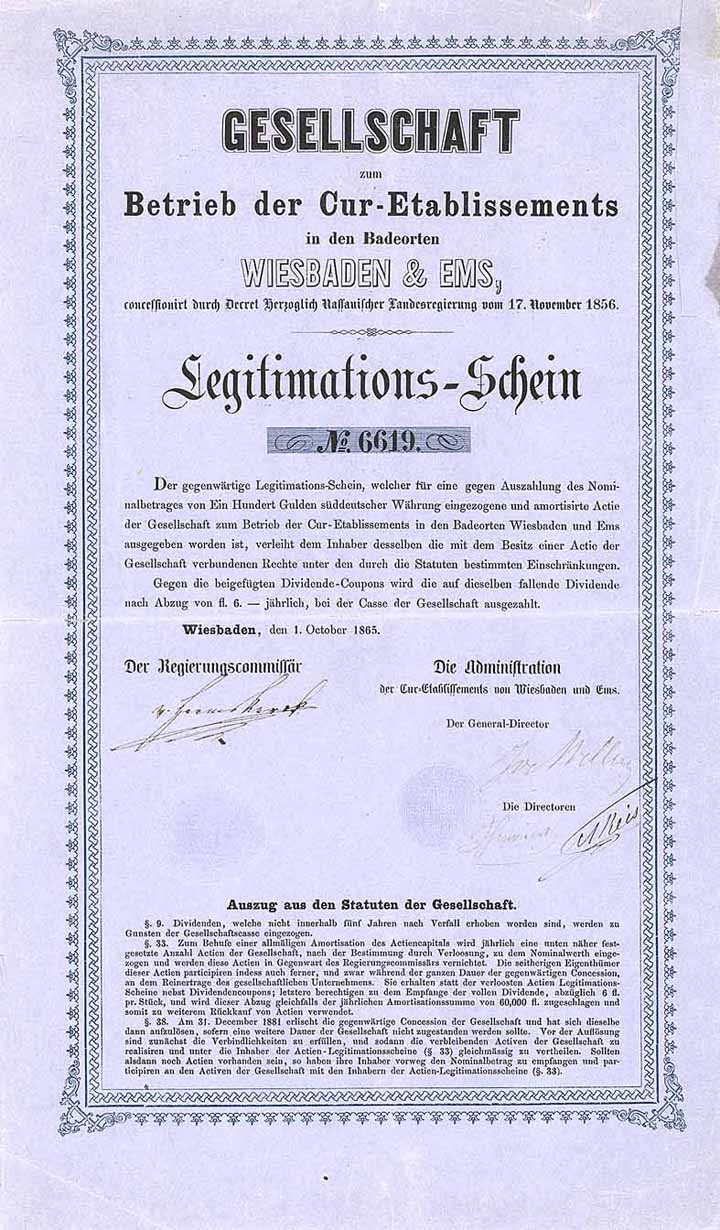 GESELLSCHAFT
zum
Betrieb der Cur-Etablissements
in den Badeorten
WIESBADEN & EMS,
concessionirt durch Decret Herzoglich Nassauischer Landesregierung vom 17. November 1856.
Legitimations-Schein
№. 6619.
Der gegenwärtige Legitimations-Schein, welcher für eine gegen Auszahlung des Nomi-
nalbetrages von Ein Hundert Gulden süddeutscher Währung eingezogene und amortisirte Actie
der Gesellschaft zum Betrieb der Cur-Etablissements in den Badeorten Wiesbaden und Ems
ausgegeben worden ist, verleiht dem Inhaber desselben die mit dem Besitz einer Actie der
Gesellschaft verbundenen Rechte unter den durch die Statuten bestimmten Einschränkungen.
Gegen die beigefügten Dividende-Coupons wird die auf dieselben fallende Dividende
nach Abzug von fl. 6. — jährlich, bei der Casse der Gesellschaft ausgezahlt.
Wiesbaden, den 1. October 1865.
Der Regierungscommissär
Die Administration
der Cur-Etablissements von Wiesbaden und Ems.
Der General-Director
Die Directoren
Auszug aus den Statuten der Gesellschaft.
§. 9. Dividenden, welche nicht innerhalb fünf Jahren nach Verfall erhoben worden sind, werden zu
Gunsten der Gesellschaftscasse eingezogen.
§. 33. Zum Behufe einer allmäligen Amortisation des Actiencapitals wird jährlich eine unten näher fest-
gesetzte Anzahl Actien der Gesellschaft, nach der Bestimmung durch Verloosung, zu dem Nominalwerth einge-
zogen und werden diese Actien in Gegenwart des Regierungscommissärs vernichtet. Die seitherigen Eigenthümer
dieser Actien participiren indess auch ferner, und zwar während der ganzen Dauer der gegenwärtigen Concession,
an dem Reinertrage des gesellschaftlichen Unternehmens. Sie erhalten statt der verloosten Actien Legitimations-
Scheine nebst Dividendencoupons; letztere berechtigen zu dem Empfange der vollen Dividende, abzüglich 6 fl.
pr. Stück, und wird dieser Abzug gleichfalls der jährlichen Amortisationssumme von 60,000 fl. zugeschlagen und
somit zu weiterem Rückkauf von Actien verwendet.
§. 38. Am 31. December 1881 erlischt die gegenwärtige Concession der Gesellschaft und hat sich dieselbe
dann aufzulösen, sofern eine weitere Dauer der Gesellschaft nicht zugestanden werden sollte. Vor der Auflösung
sind zunächst die Verbindlichkeiten zu erfüllen, und sodann die verbleibenden Activen der Gesellschaft zu
realisiren und unter die Inhaber der Actien-Legitimationsscheine (§ 33) gleichmässig zu vertheilen. Sollten
alsdann noch Actien vorhanden sein, so haben ihre Inhaber vorweg den Nominalbetrag zu empfangen und par-
ticipiren an den Activen der Gesellschaft mit den Inhabern der Actien-Legitimationsscheine (§. 33).